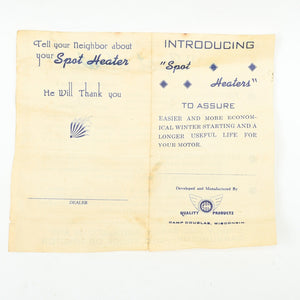 Tell your Neighbor about
your Spot Heater
He Will Thank you
DEALER
INTRODUCING
"Spot
Heaters"
TO ASSURE
EASIER AND MORE ECONOM-
ICAL WINTER STARTING AND A
LONGER USEFUL LIFE FOR
YOUR MOTOR.
Developed and Manufactured By
QUALITY PRODUCTS
CAMP DOUGLAS, WISCONSIN